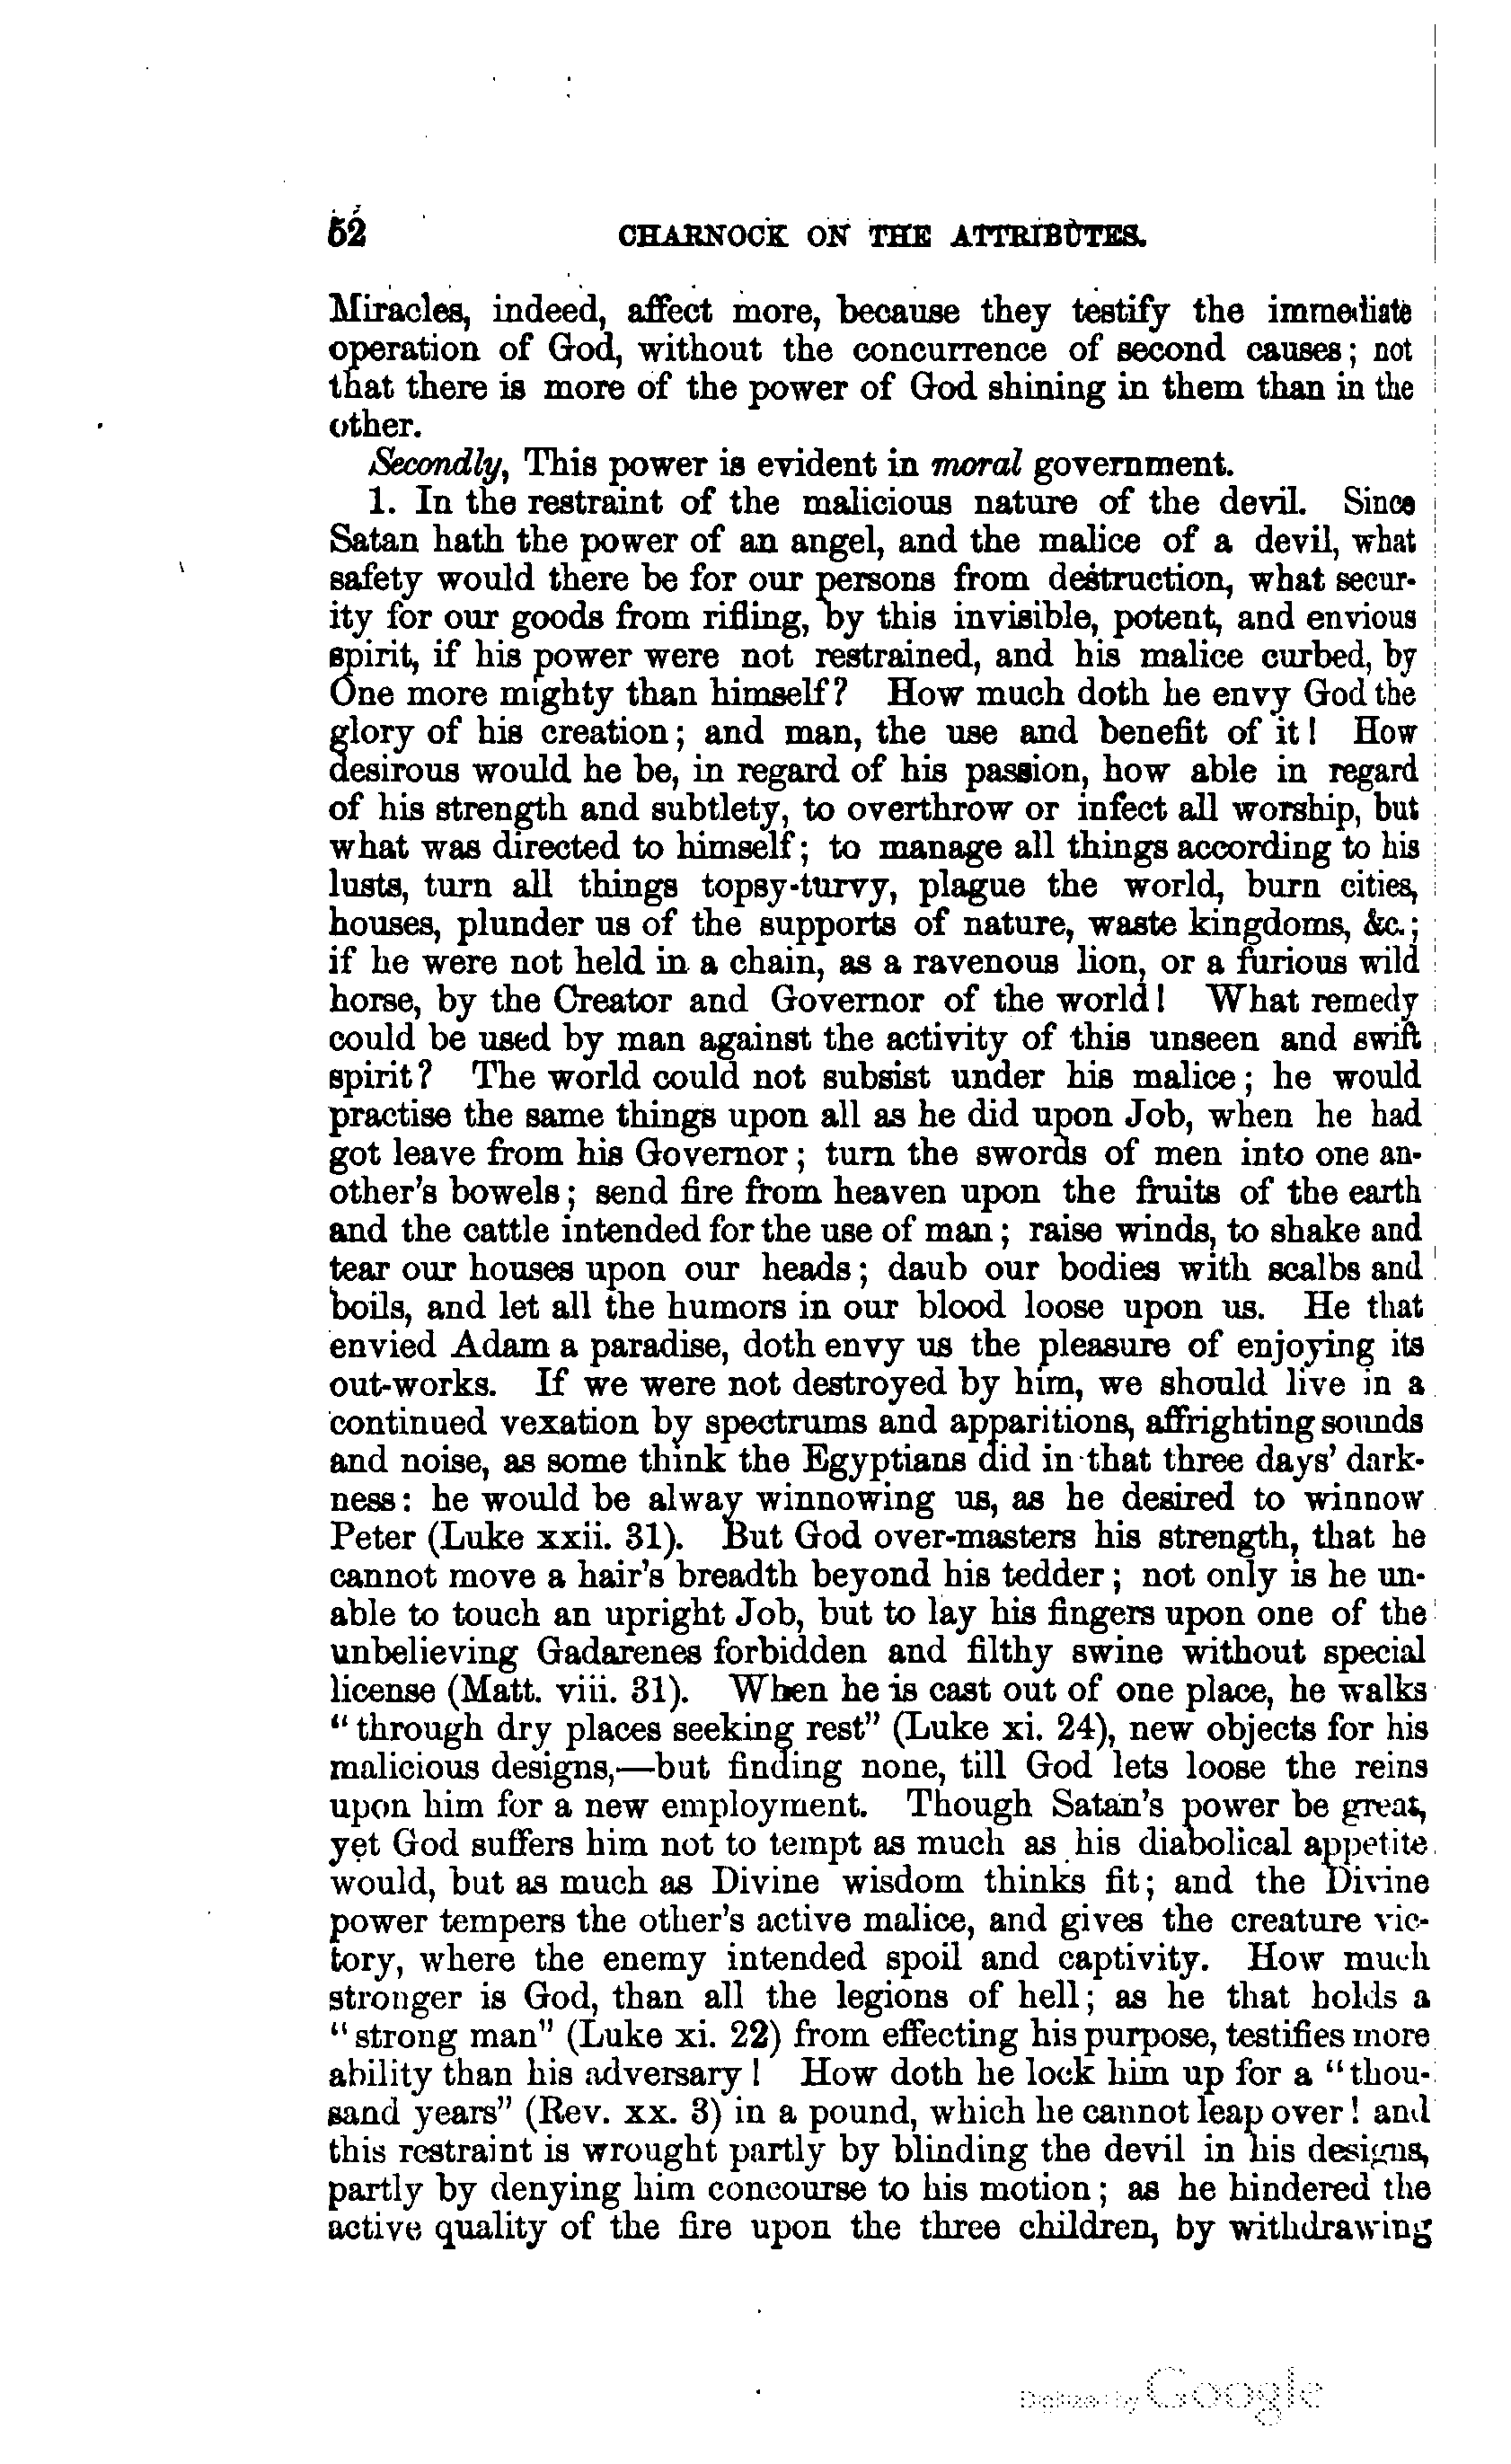 52 CHARNOCK ON THE ATTRIBUTES.
Miracles, indeed, affect more, because they testify the immediate
operation of God, without the concurrence of second causes; not
that there is more of the power of God shining in them than in the
other.
Secondly, This power is evident in moral government.
1. In the restraint of the malicious nature of the devil. Since
Satan hath the power of an angel, and the malice of a devil, what
safety would there be for our persons from destruction, what secur-
ity for our goods from rifling, by this invisible, potent, and envious
spirit, if his power were not restrained, and his malice curbed, by
One more mighty than himself? How much doth he envy God the
glory of his creation; and man, the use and benefit of it! How
desirous would he be, in regard of his passion, how able in regard
of his strength and subtlety, to overthrow or infect all worship, but
what was directed to himself; to manage all things according to his
lusts, turn all things topsy-turvy, plague the world, burn cities,
houses, plunder us of the supports of nature, waste kingdoms, &c.;
if he were not held in a chain, as a ravenous lion, or a furious wild
horse, by the Creator and Governor of the world! What remedy
could be used by man against the activity of this unseen and swift
spirit? The world could not subsist under his malice; he would
practise the same things upon all as he did upon Job, when he had
got leave from his Governor; turn the swords of men into one an-
other's bowels; send fire from heaven upon the fruits of the earth
and the cattle intended for the use of man; raise winds, to shake and
tear our houses upon our heads; daub our bodies with scalbs and
boils, and let all the humors in our blood loose upon us. He that
envied Adam a paradise, doth envy us the pleasure of enjoying its
out-works. If we were not destroyed by him, we should live in a
continued vexation by spectrums and apparitions, affrighting sounds
and noise, as some think the Egyptians did in that three days' dark-
ness: he would be alway winnowing us, as he desired to winnow
Peter (Luke xxii. 31). But God over-masters his strength, that he
cannot move a hair's breadth beyond his tedder; not only is he un-
able to touch an upright Job, but to lay his fingers upon one of the
unbelieving Gadarenes forbidden and filthy swine without special
license (Matt. viii. 31). When he is cast out of one place, he walks
"through dry places seeking rest" (Luke xi. 24), new objects for his
malicious designs,—but finding none, till God lets loose the reins
upon him for a new employment. Though Satan's power be great,
yet God suffers him not to tempt as much as his diabolical appetite
would, but as much as Divine wisdom thinks fit; and the Divine
power tempers the other's active malice, and gives the creature vic-
tory, where the enemy intended spoil and captivity. How much
stronger is God, than all the legions of hell; as he that holds a
"strong man" (Luke xi. 22) from effecting his purpose, testifies more
ability than his adversary! How doth he lock him up for a "thou-
sand years" (Rev. xx. 3) in a pound, which he cannot leap over! and
this restraint is wrought partly by blinding the devil in his designs,
partly by denying him concourse to his motion; as he hindered the
active quality of the fire upon the three children, by withdrawing
Digitized by Google